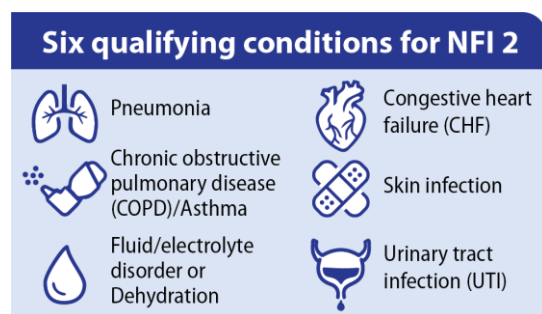 Six qualifying conditions for NFI 2
Pneumonia
Chronic obstructive
pulmonary disease
(COPD)/Asthma
Fluid/electrolyte
disorder or
Dehydration
Congestive heart
failure (CHF)
Skin infection
Urinary tract
infection (UTI)